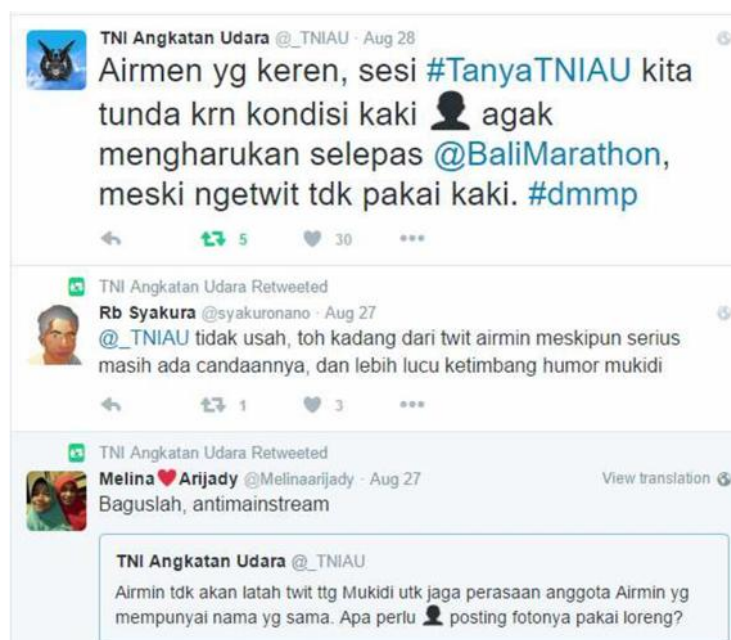 TNI Angkatan Udara @_TNIAU · Aug 28
Airmen yg keren, sesi #TanyaTNIAU kita
tunda krn kondisi kaki 👤 agak
mengharukan selepas @BaliMarathon,
meski ngetwit tdk pakai kaki. #dmmp
5 30
TNI Angkatan Udara Retweeted
Rb Syakura @syakuronano · Aug 27
@_TNIAU tidak usah, toh kadang dari twit airmin meskipun serius
masih ada candaannya, dan lebih lucu ketimbang humor mukidi
1 3
TNI Angkatan Udara Retweeted
Melina❤Arijady @Melinaarijady · Aug 27 View translation
Baguslah, antimainstream
TNI Angkatan Udara @_TNIAU
Airmin tdk akan latah twit ttg Mukidi utk jaga perasaan anggota Airmin yg
mempunyai nama yg sama. Apa perlu 👤 posting fotonya pakai loreng?